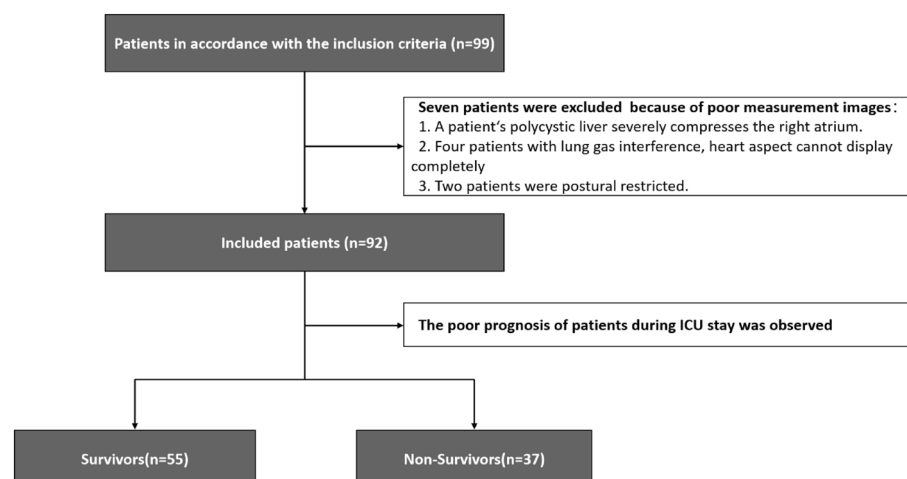 Patients in accordance with the inclusion criteria (n=99)
Seven patients were excluded because of poor measurement images：
1. A patient‘s polycystic liver severely compresses the right atrium.
2. Four patients with lung gas interference, heart aspect cannot display
completely
3. Two patients were postural restricted.
Included patients (n=92)
The poor prognosis of patients during ICU stay was observed
Survivors(n=55)
Non-Survivors(n=37)